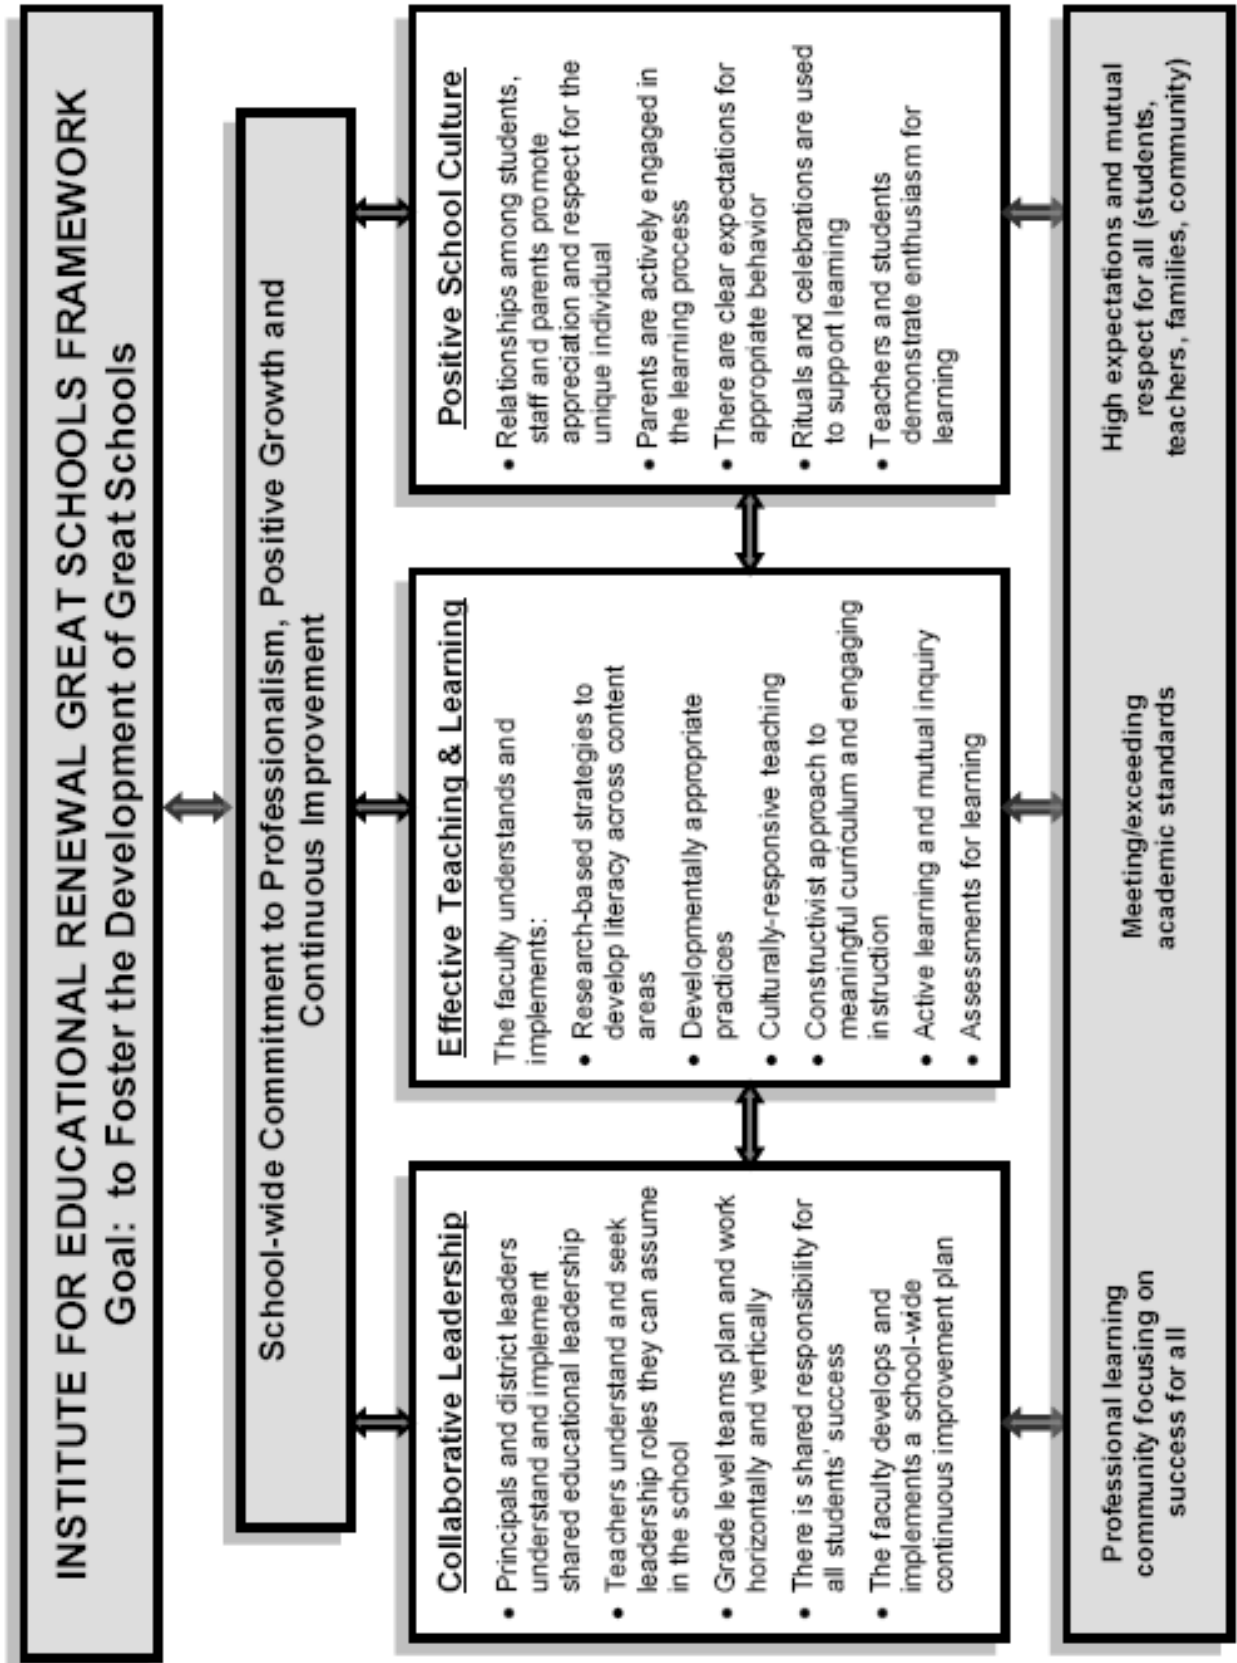 INSTITUTE FOR EDUCATIONAL RENEWAL GREAT SCHOOLS FRAMEWORK
Goal: to Foster the Development of Great Schools
School-wide Commitment to Professionalism, Positive Growth and
Continuous Improvement
Collaborative Leadership
• Principals and district leaders
understand and implement
shared educational leadership
• Teachers understand and seek
leadership roles they can assume
in the school
• Grade level teams plan and work
horizontally and vertically
• There is shared responsibility for
all students' success
• The faculty develops and
implements a school-wide
continuous improvement plan
Effective Teaching & Learning
The faculty understands and
implements:
• Research-based strategies to
develop literacy across content
areas
• Developmentally appropriate
practices
• Culturally-responsive teaching
• Constructivist approach to
meaningful curriculum and engaging
instruction
• Active learning and mutual inquiry
• Assessments for learning
Positive School Culture
• Relationships among students,
staff and parents promote
appreciation and respect for the
unique individual
• Parents are actively engaged in
the learning process
• There are clear expectations for
appropriate behavior
• Rituals and celebrations are used
to support learning
• Teachers and students
demonstrate enthusiasm for
learning
Professional learning
community focusing on
success for all
Meeting/exceeding
academic standards
High expectations and mutual
respect for all (students,
teachers, families, community)